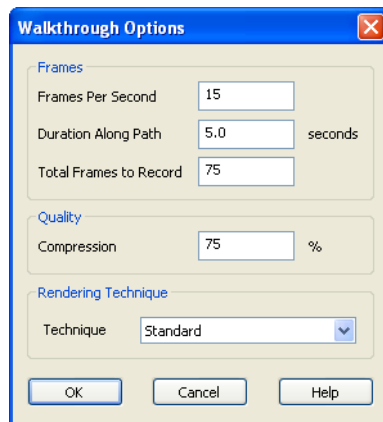 Walkthrough Options
Frames
Frames Per Second 15
Duration Along Path 5.0 seconds
Total Frames to Record 75
Quality
Compression 75 %
Rendering Technique
Technique Standard
OK Cancel Help